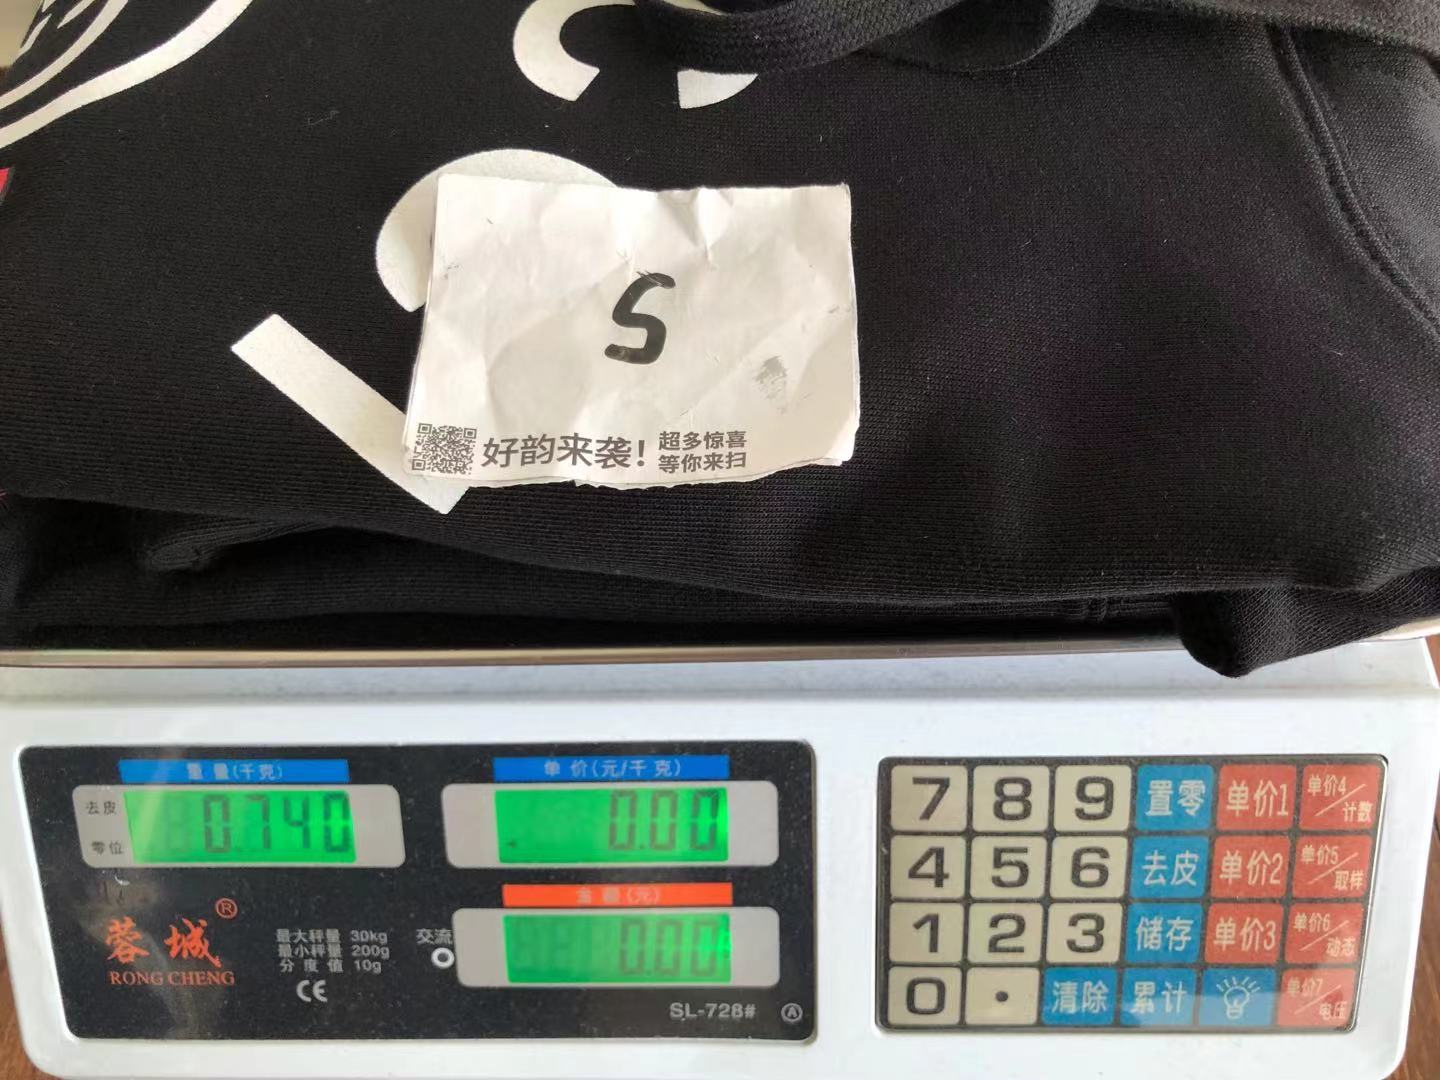 S
好韵来袭！
超多惊喜
等你来扫
重量(千克)
单价(元/千克)
去皮
零位
0.740
0.00
金额(元)
0.00
蓉城®
RONG CHENG
最大秤量 30kg
最小秤量 200g
分度值 10g
CE
交流
SL-728#
A
7 8 9 置零 单价1 单价4/计数
4 5 6 去皮 单价2 单价5/取样
1 2 3 储存 单价3 单价6/动态
0 · 清除 累计 单价7/电压